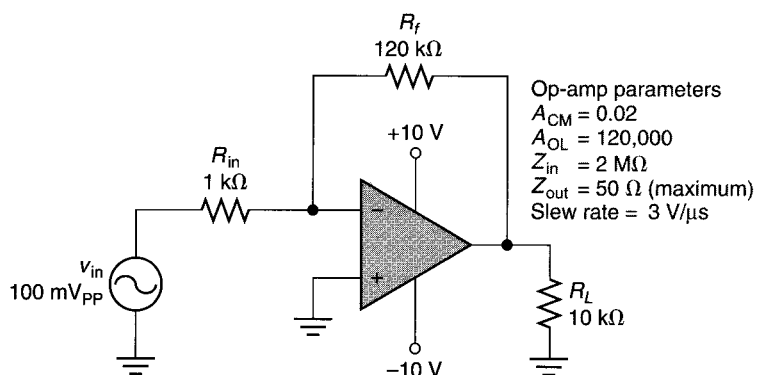 R_f
120 kΩ
Op-amp parameters
A_CM = 0.02
A_OL = 120,000
Z_in = 2 MΩ
Z_out = 50 Ω (maximum)
Slew rate = 3 V/μs
+10 V
R_in
1 kΩ
−
+
v_in
100 mV_PP
R_L
10 kΩ
−10 V